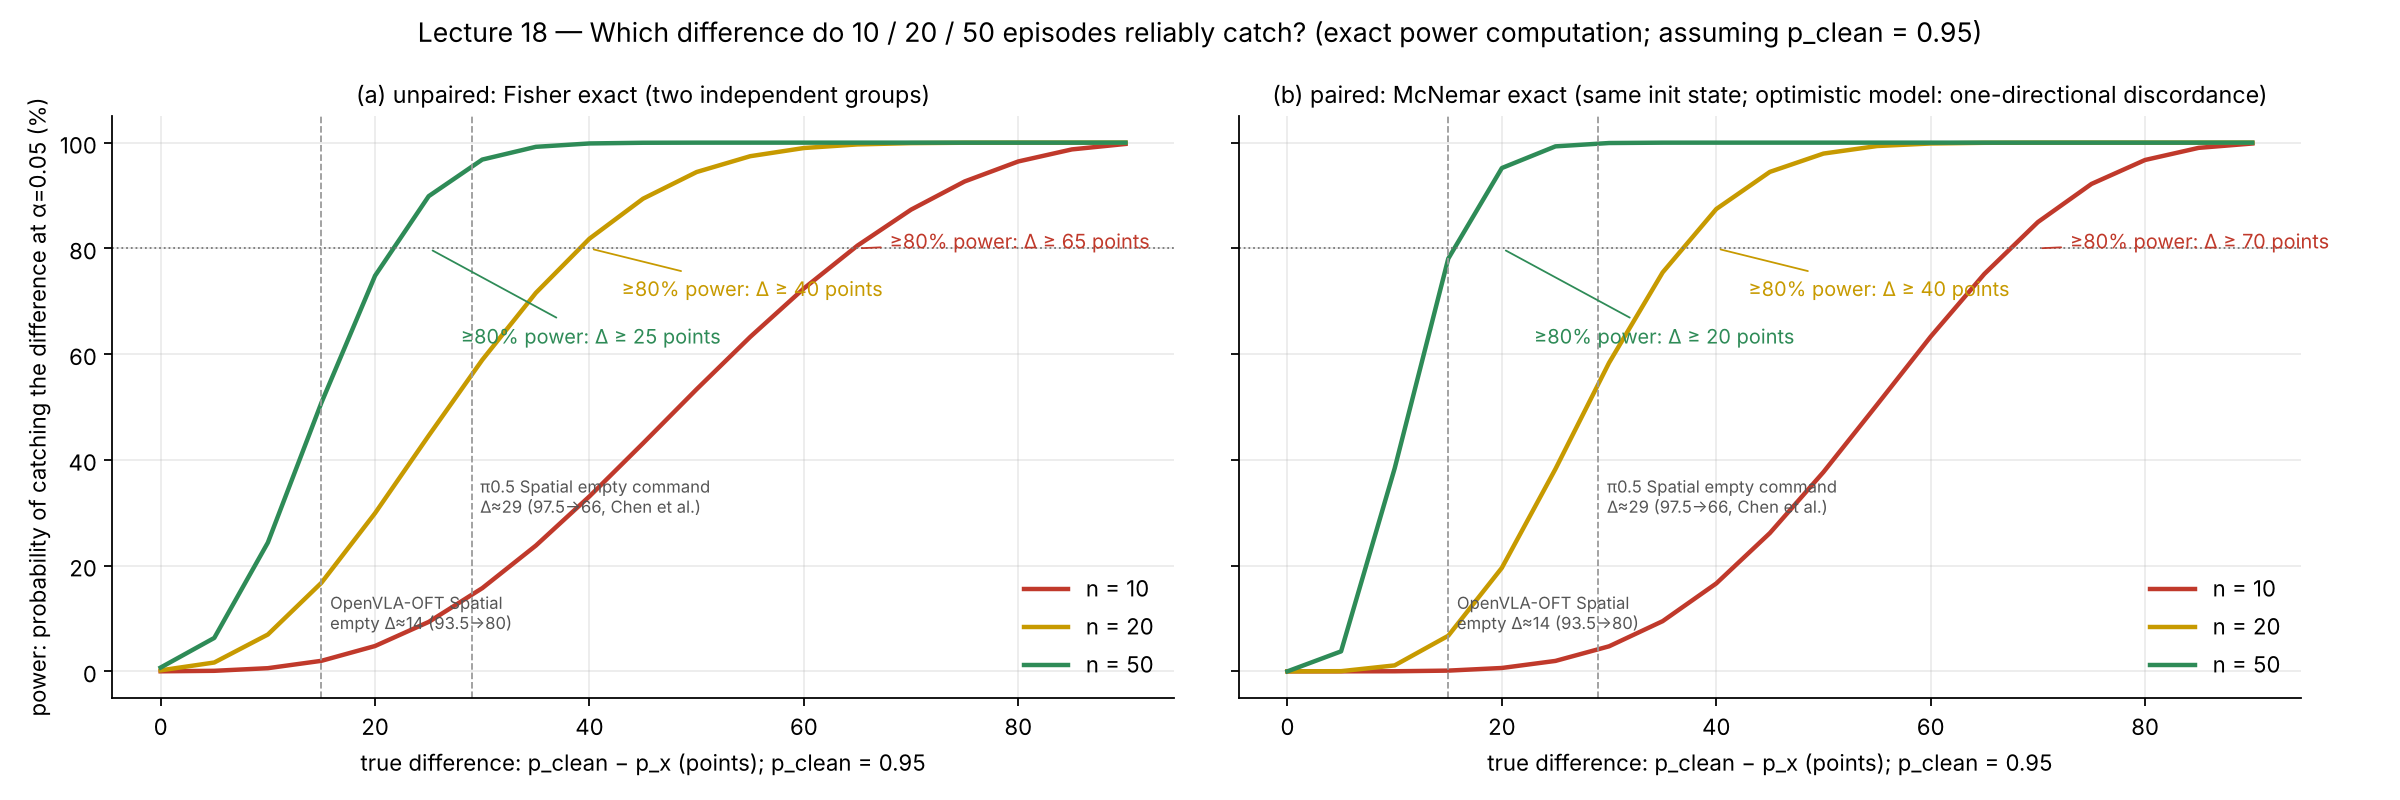 Lecture 18 — Which difference do 10 / 20 / 50 episodes reliably catch? (exact power computation; assuming p_clean = 0.95)
(a) unpaired: Fisher exact (two independent groups)
power: probability of catching the difference at α=0.05 (%)
100
80
60
40
20
0
≥80% power: Δ ≥ 65 points
≥80% power: Δ ≥ 40 points
≥80% power: Δ ≥ 25 points
π0.5 Spatial empty command
Δ≈29 (97.5→66, Chen et al.)
OpenVLA-OFT Spatial
empty Δ≈14 (93.5→80)
n = 10
n = 20
n = 50
0
20
40
60
80
true difference: p_clean − p_x (points); p_clean = 0.95
(b) paired: McNemar exact (same init state; optimistic model: one-directional discordance)
≥80% power: Δ ≥ 70 points
≥80% power: Δ ≥ 40 points
≥80% power: Δ ≥ 20 points
π0.5 Spatial empty command
Δ≈29 (97.5→66, Chen et al.)
OpenVLA-OFT Spatial
empty Δ≈14 (93.5→80)
n = 10
n = 20
n = 50
0
20
40
60
80
true difference: p_clean − p_x (points); p_clean = 0.95